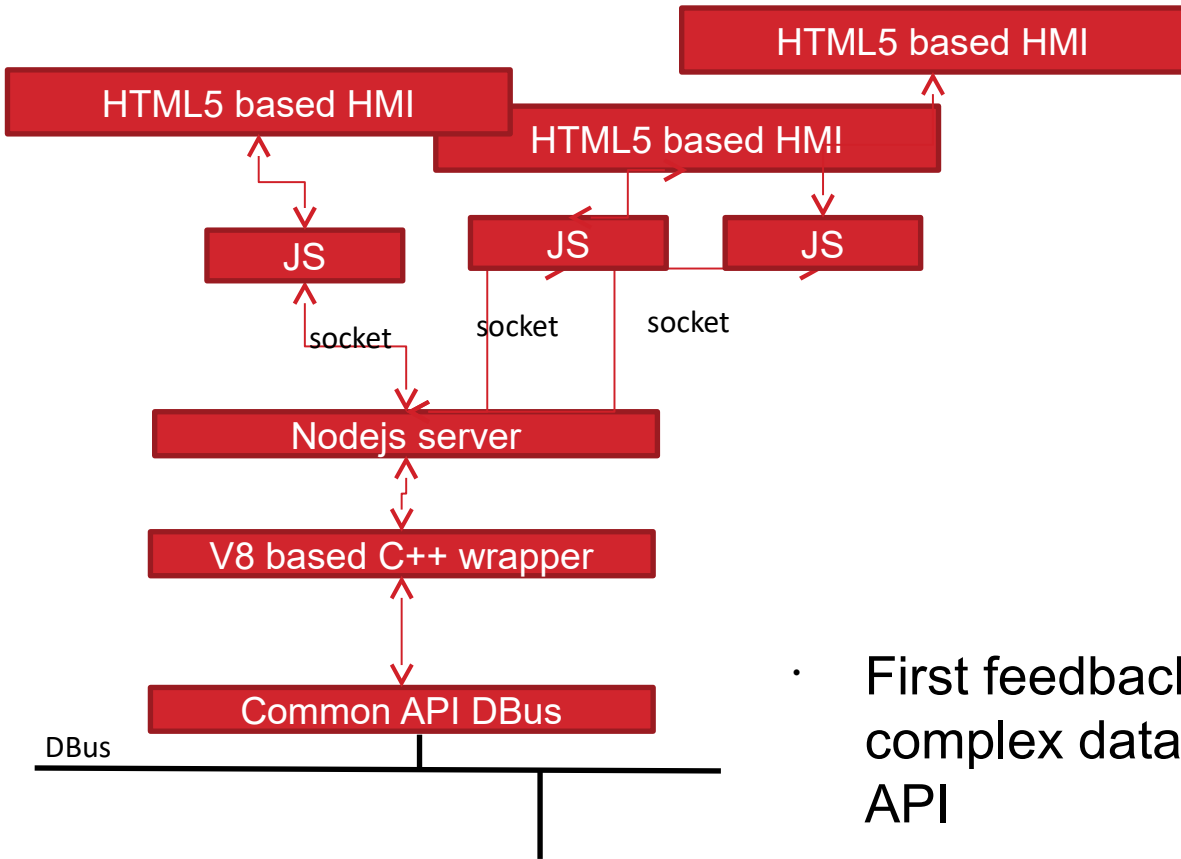 HTML5 based HMI
HTML5 based HMI
HTML5 based HM!
JS
JS
JS
socket
socket
socket
Nodejs server
V8 based C++ wrapper
Common API DBus
DBus
· First feedbac
complex data
API